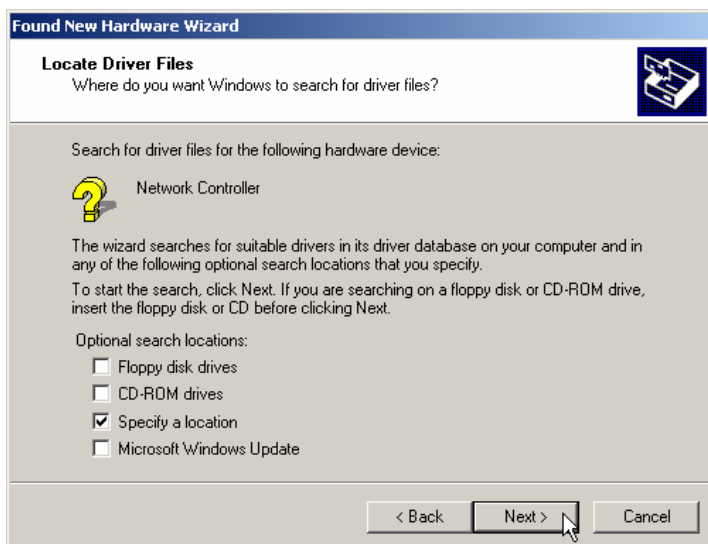 Found New Hardware Wizard
Locate Driver Files
Where do you want Windows to search for driver files?
Search for driver files for the following hardware device:
Network Controller
The wizard searches for suitable drivers in its driver database on your computer and in
any of the following optional search locations that you specify.
To start the search, click Next. If you are searching on a floppy disk or CD-ROM drive,
insert the floppy disk or CD before clicking Next.
Optional search locations:
Floppy disk drives
CD-ROM drives
Specify a location
Microsoft Windows Update
< Back Next > Cancel